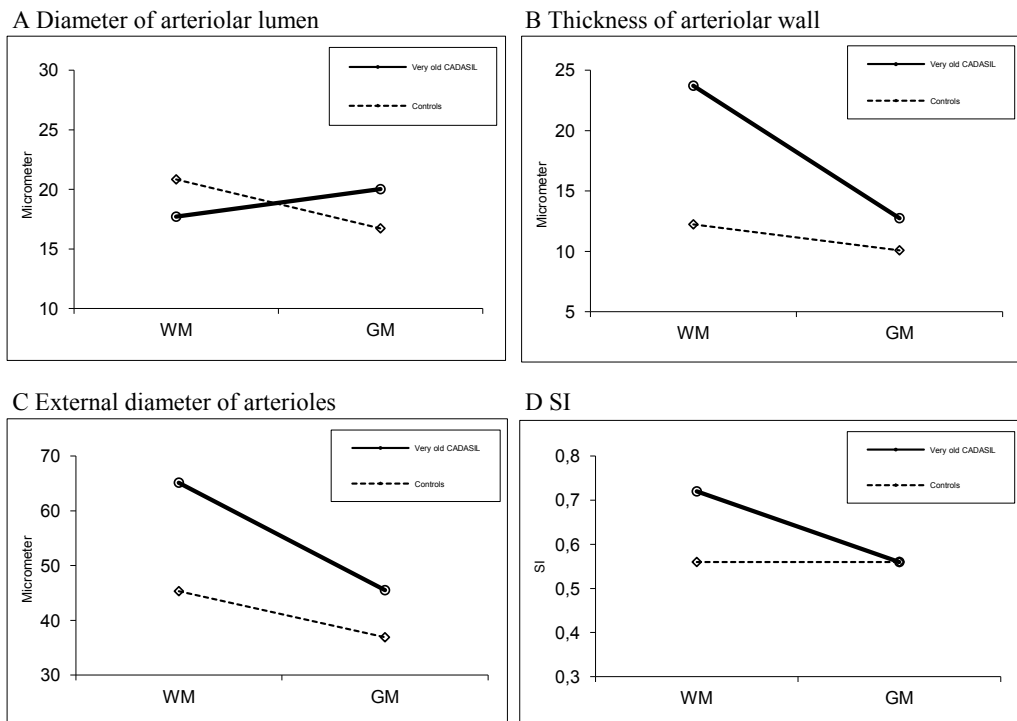 A Diameter of arteriolar lumen
Very old CADASIL
Controls
30
25
20
15
10
Micrometer
WM GM
B Thickness of arteriolar wall
Very old CADASIL
Controls
25
20
15
10
5
Micrometer
WM GM
C External diameter of arterioles
Very old CADASIL
Controls
70
60
50
40
30
Micrometer
WM GM
D SI
Very old CADASIL
Controls
0,8
0,7
0,6
0,5
0,4
0,3
SI
WM GM